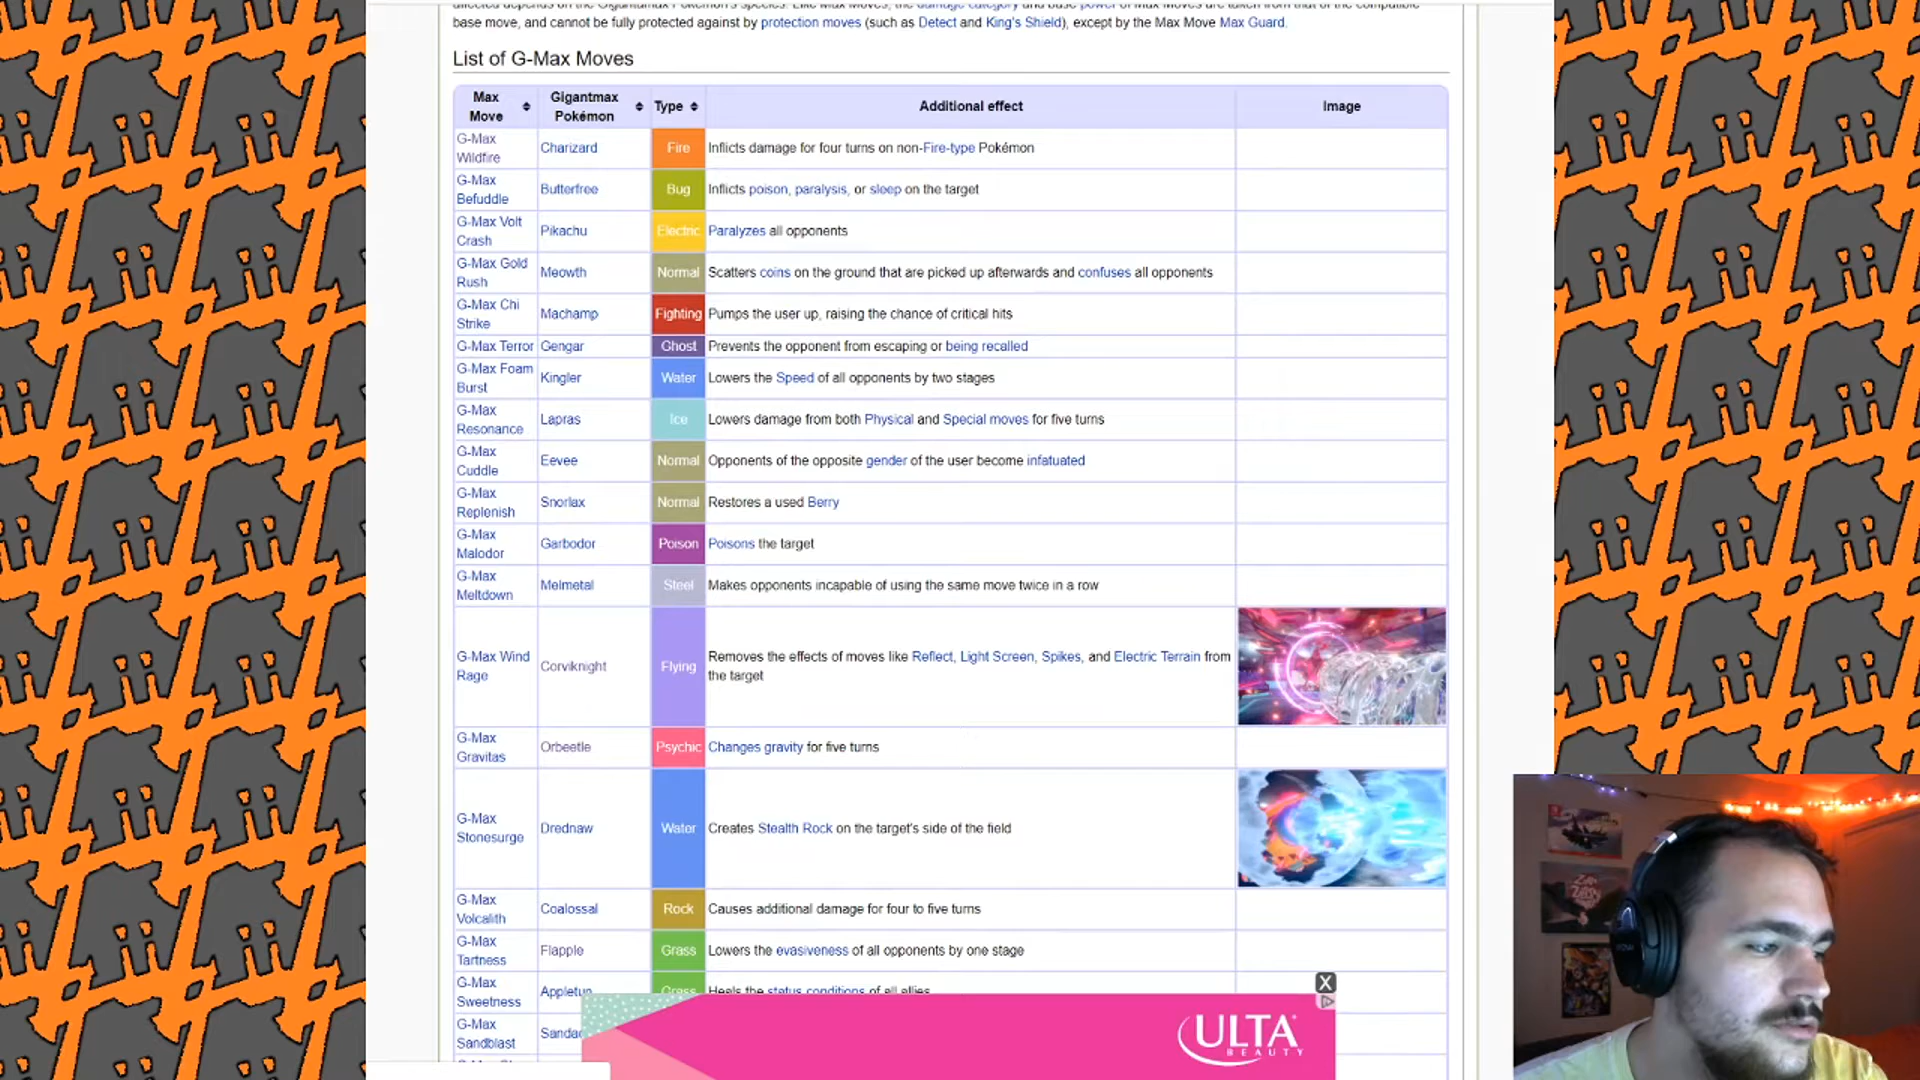 base move, and cannot be fully protected against by protection moves (such as Detect and King's Shield), except by the Max Move Max Guard.
List of G-Max Moves
Max Move Gigantmax Pokémon Type Additional effect Image
G-Max Wildfire Charizard Fire Inflicts damage for four turns on non-Fire-type Pokémon
G-Max Befuddle Butterfree Bug Inflicts poison, paralysis, or sleep on the target
G-Max Volt Crash Pikachu Electric Paralyzes all opponents
G-Max Gold Rush Meowth Normal Scatters coins on the ground that are picked up afterwards and confuses all opponents
G-Max Chi Strike Machamp Fighting Pumps the user up, raising the chance of critical hits
G-Max Terror Gengar Ghost Prevents the opponent from escaping or being recalled
G-Max Foam Burst Kingler Water Lowers the Speed of all opponents by two stages
G-Max Resonance Lapras Ice Lowers damage from both Physical and Special moves for five turns
G-Max Cuddle Eevee Normal Opponents of the opposite gender of the user become infatuated
G-Max Replenish Snorlax Normal Restores a used Berry
G-Max Malodor Garbodor Poison Poisons the target
G-Max Meltdown Melmetal Steel Makes opponents incapable of using the same move twice in a row
G-Max Wind Rage Corviknight Flying Removes the effects of moves like Reflect, Light Screen, Spikes, and Electric Terrain from the target
G-Max Gravitas Orbeetle Psychic Changes gravity for five turns
G-Max Stonesurge Drednaw Water Creates Stealth Rock on the target's side of the field
G-Max Volcalith Coalossal Rock Causes additional damage for four to five turns
G-Max Tartness Flapple Grass Lowers the evasiveness of all opponents by one stage
G-Max Sweetness Appletun Grass Heals the status conditions of all allies
G-Max Sandblast Sandac
X
ULTA
BEAUTY